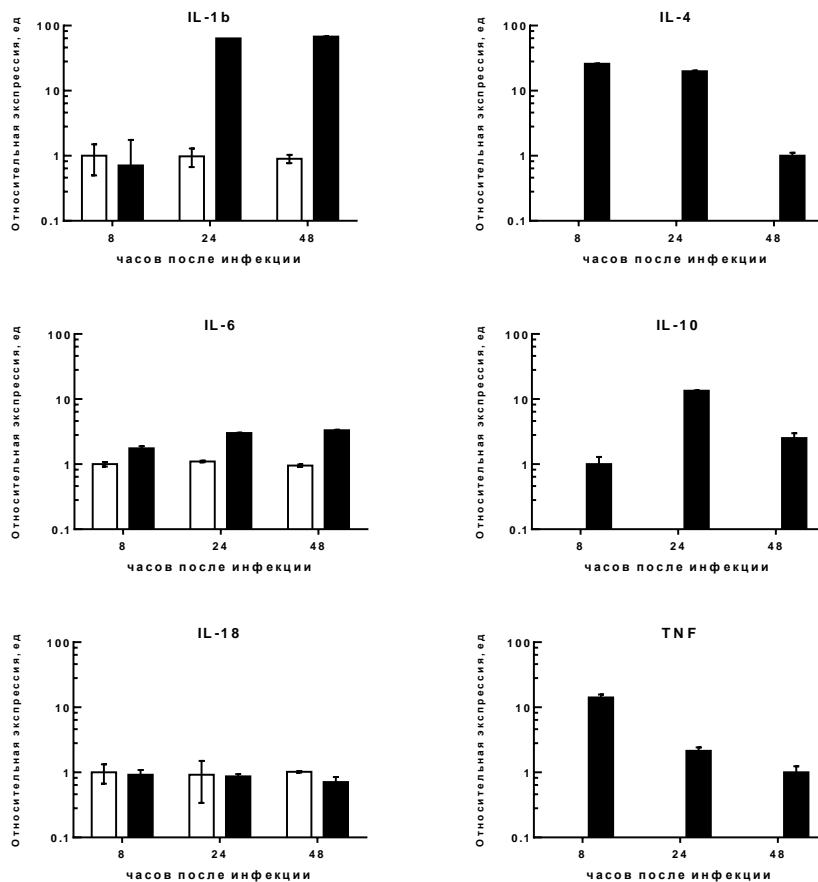 IL-1b
Относительная экспрессия, ед
100
10
1
0.1
8 24 48
часов после инфекции
IL-4
Относительная экспрессия, ед
100
10
1
0.1
8 24 48
часов после инфекции
IL-6
Относительная экспрессия, ед
100
10
1
0.1
8 24 48
часов после инфекции
IL-10
Относительная экспрессия, ед
100
10
1
0.1
8 24 48
часов после инфекции
IL-18
Относительная экспрессия, ед
100
10
1
0.1
8 24 48
часов после инфекции
TNF
Относительная экспрессия, ед
100
10
1
0.1
8 24 48
часов после инфекции